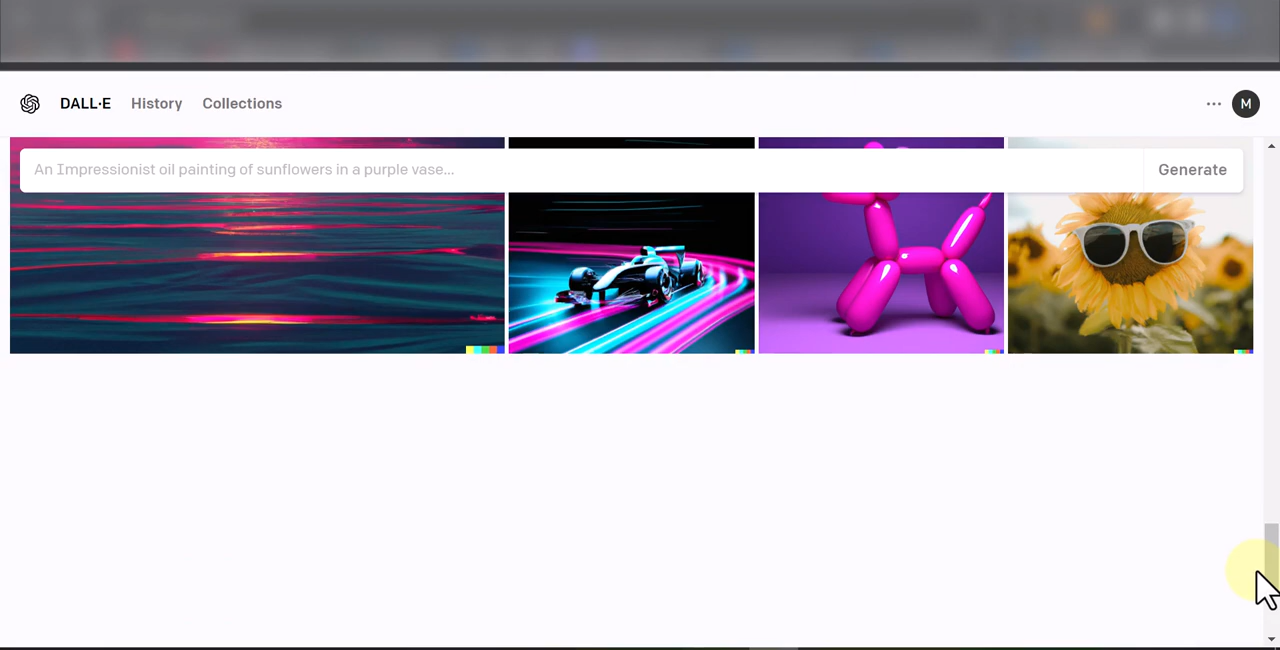 DALL·E History Collections ... M
An Impressionist oil painting of sunflowers in a purple vase... Generate